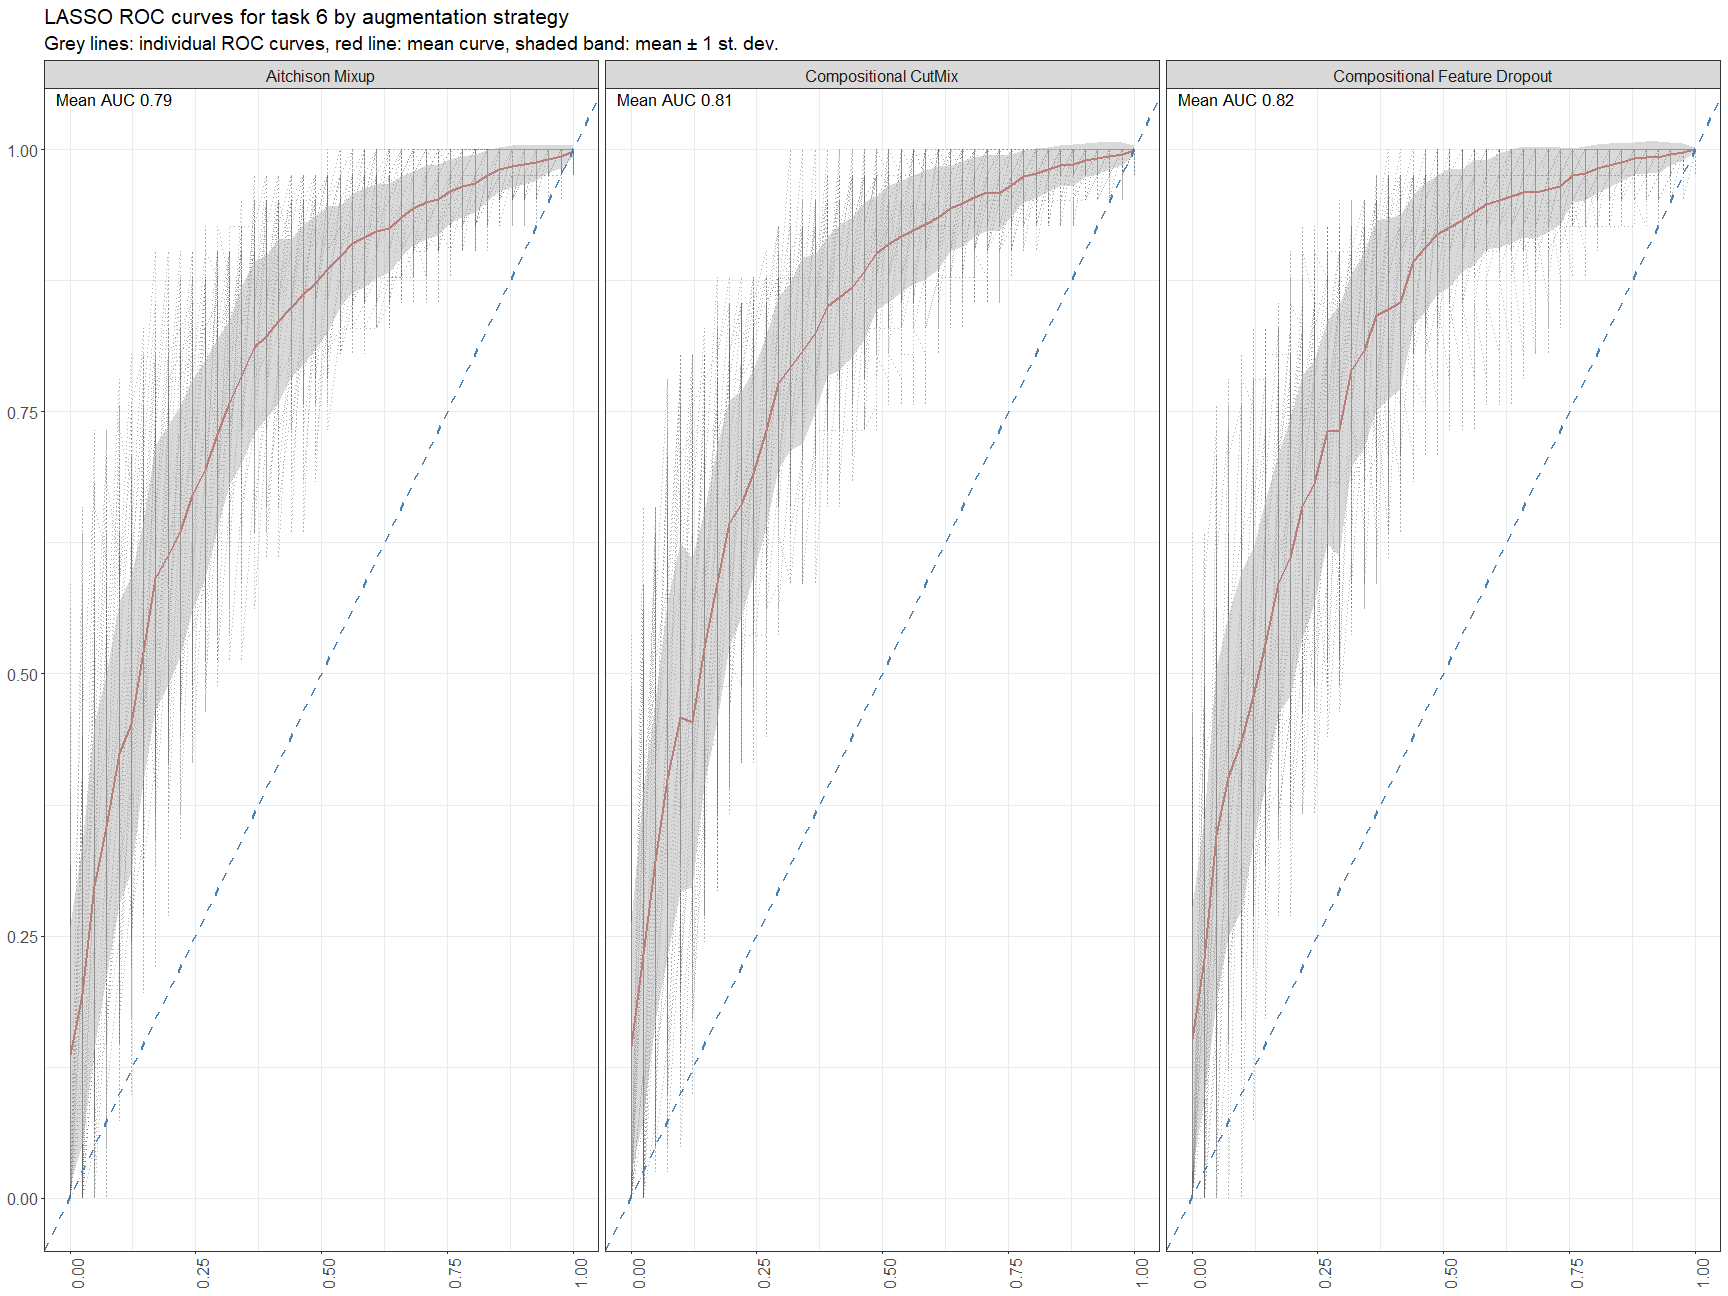 LASSO ROC curves for task 6 by augmentation strategy
Grey lines: individual ROC curves, red line: mean curve, shaded band: mean ± 1 st. dev.
Aitchison Mixup
Compositional CutMix
Compositional Feature Dropout
Mean AUC 0.79
Mean AUC 0.81
Mean AUC 0.82
1.00
0.75
0.50
0.25
0.00
0.00
0.25
0.50
0.75
1.00
0.00
0.25
0.50
0.75
1.00
0.00
0.25
0.50
0.75
1.00